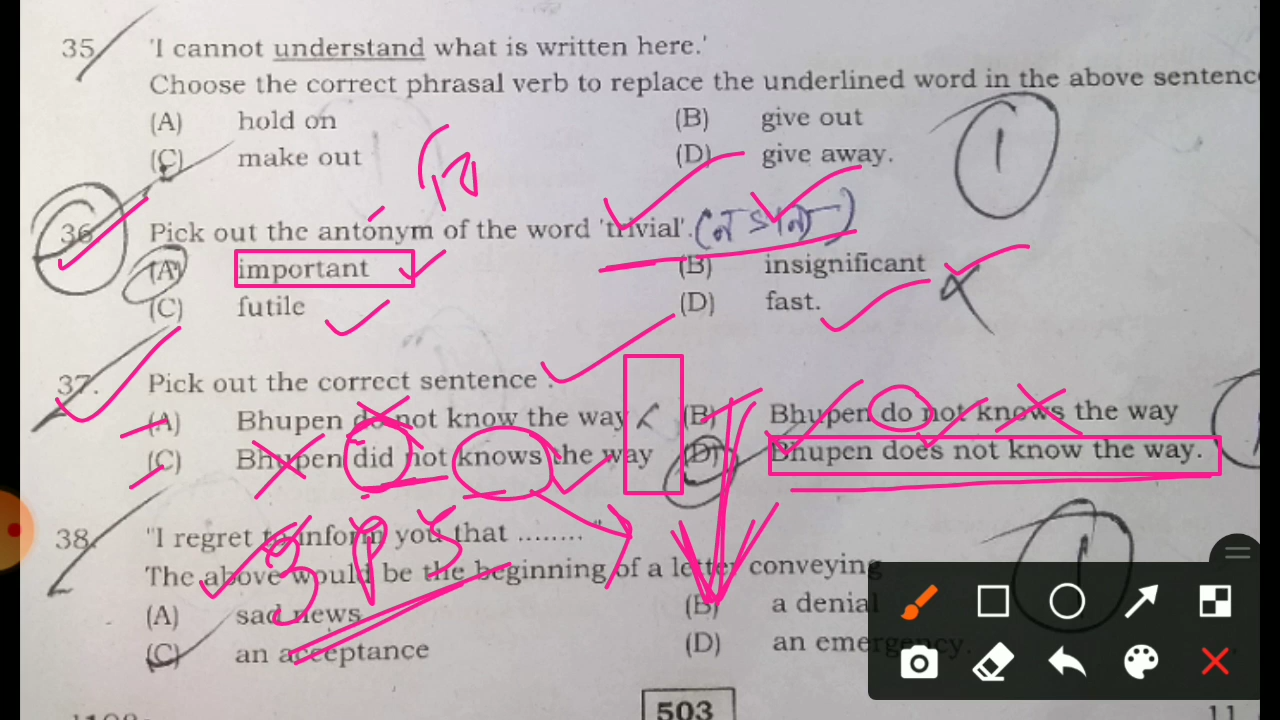 35. 'I cannot understand what is written here.'
Choose the correct phrasal verb to replace the underlined word in the above sentenc
(A) hold on (B) give out
(C) make out (D) give away.
36. Pick out the antonym of the word 'trivial'.
(A) important (B) insignificant
(C) futile (D) fast.
37. Pick out the correct sentence :
(A) Bhupen do not know the way (B) Bhupen do not knows the way
(C) Bhupen did not knows the way (D) Bhupen does not know the way.
38. "I regret to inform you that ........"
3 P S
The above would be the beginning of a letter conveying
(A) sad news (B) a denial
(C) an acceptance (D) an emergency.
503 11